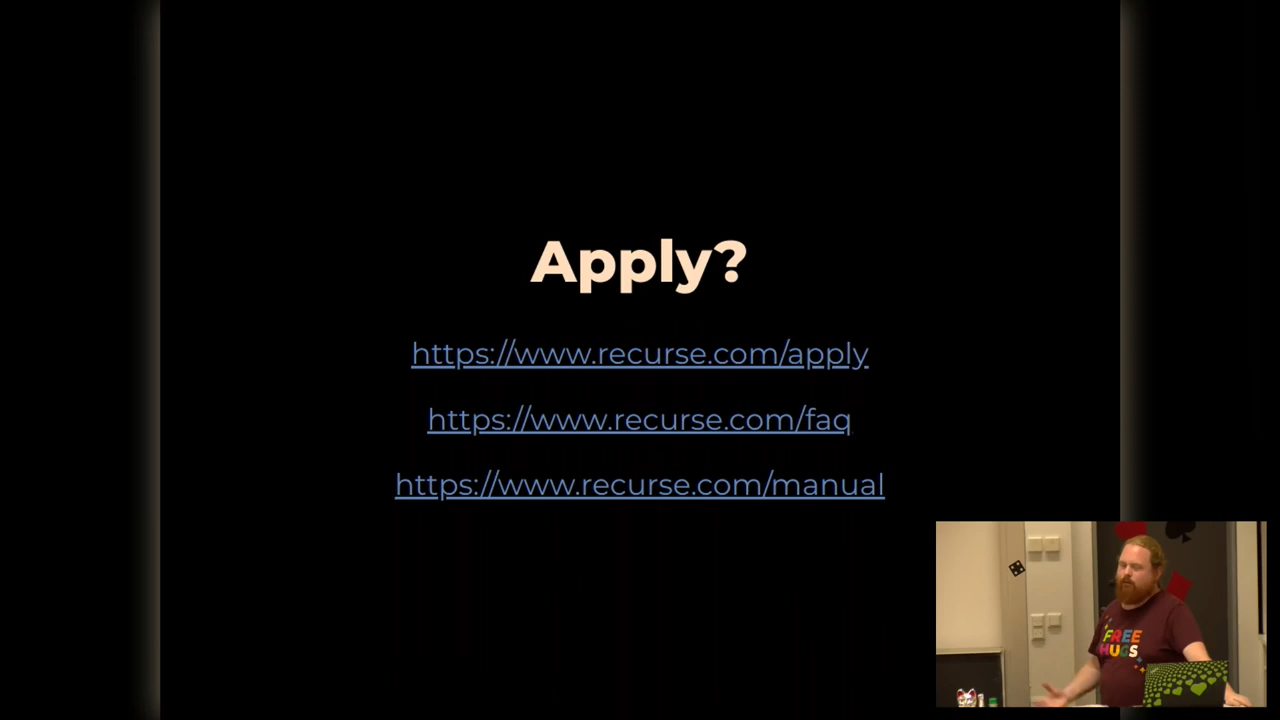 Apply?
https://www.recurse.com/apply
https://www.recurse.com/faq
https://www.recurse.com/manual
FREE
HUGS